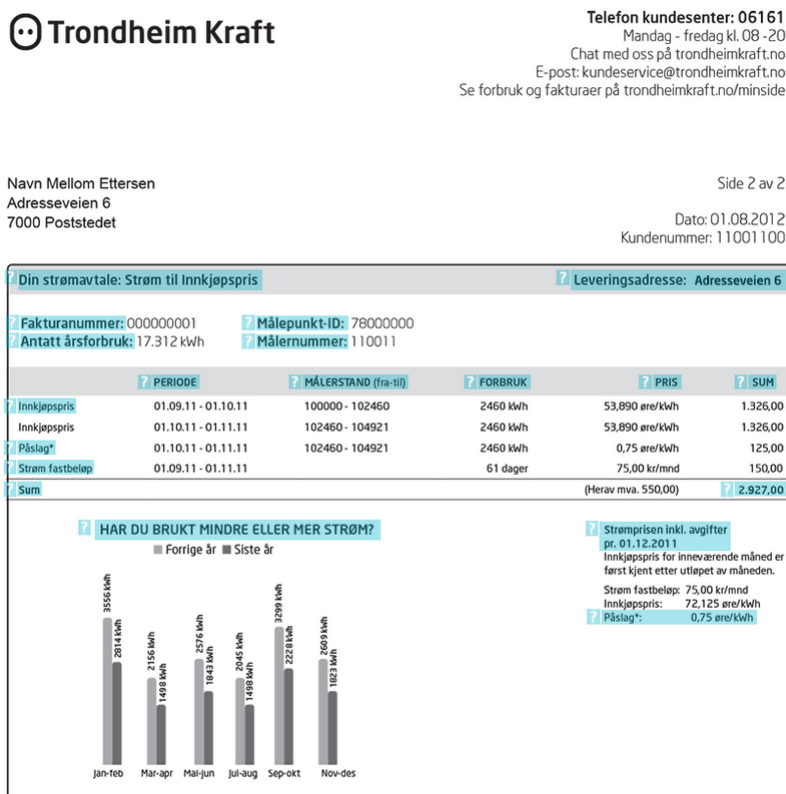 Trondheim Kraft
Telefon kundesenter: 06161
Mandag - fredag kl. 08 -20
Chat med oss på trondheimkraft.no
E-post: kundeservice@trondheimkraft.no
Se forbruk og fakturaer på trondheimkraft.no/minside
Navn Mellom Ettersen
Adresseveien 6
7000 Poststedet
Side 2 av 2
Dato: 01.08.2012
Kundenummer: 11001100
? Din strømavtale: Strøm til Innkjøpspris ? Leveringsadresse: Adresseveien 6
? Fakturanummer: 000000001 ? Målepunkt-ID: 78000000
? Antatt årsforbruk: 17.312 kWh ? Målernummer: 110011
? PERIODE ? MÅLERSTAND (fra-til) ? FORBRUK ? PRIS ? SUM
? Innkjøpspris 01.09.11 - 01.10.11 100000 - 102460 2460 kWh 53,890 øre/kWh 1.326,00
Innkjøpspris 01.10.11 - 01.11.11 102460 - 104921 2460 kWh 53,890 øre/kWh 1.326,00
? Påslag* 01.10.11 - 01.11.11 102460 - 104921 2460 kWh 0,75 øre/kWh 125,00
? Strøm fastbeløp 01.09.11 - 01.11.11 61 dager 75,00 kr/mnd 150,00
? Sum (Herav mva. 550,00) ? 2.927,00
? HAR DU BRUKT MINDRE ELLER MER STRØM?
Forrige år Siste år
3556 kWh 2814 kWh 2156 kWh 1498 kWh 2576 kWh 1843 kWh 2045 kWh 1498 kWh 3299 kWh 2228 kWh 2609 kWh 1823 kWh
Jan-feb Mar-apr Mai-jun Jul-aug Sep-okt Nov-des
? Strømprisen inkl. avgifter
pr. 01.12.2011
Innkjøpspris for inneværende måned er
først kjent etter utløpet av måneden.
Strøm fastbeløp: 75,00 kr/mnd
Innkjøpspris: 72,125 øre/kWh
? Påslag*: 0,75 øre/kWh